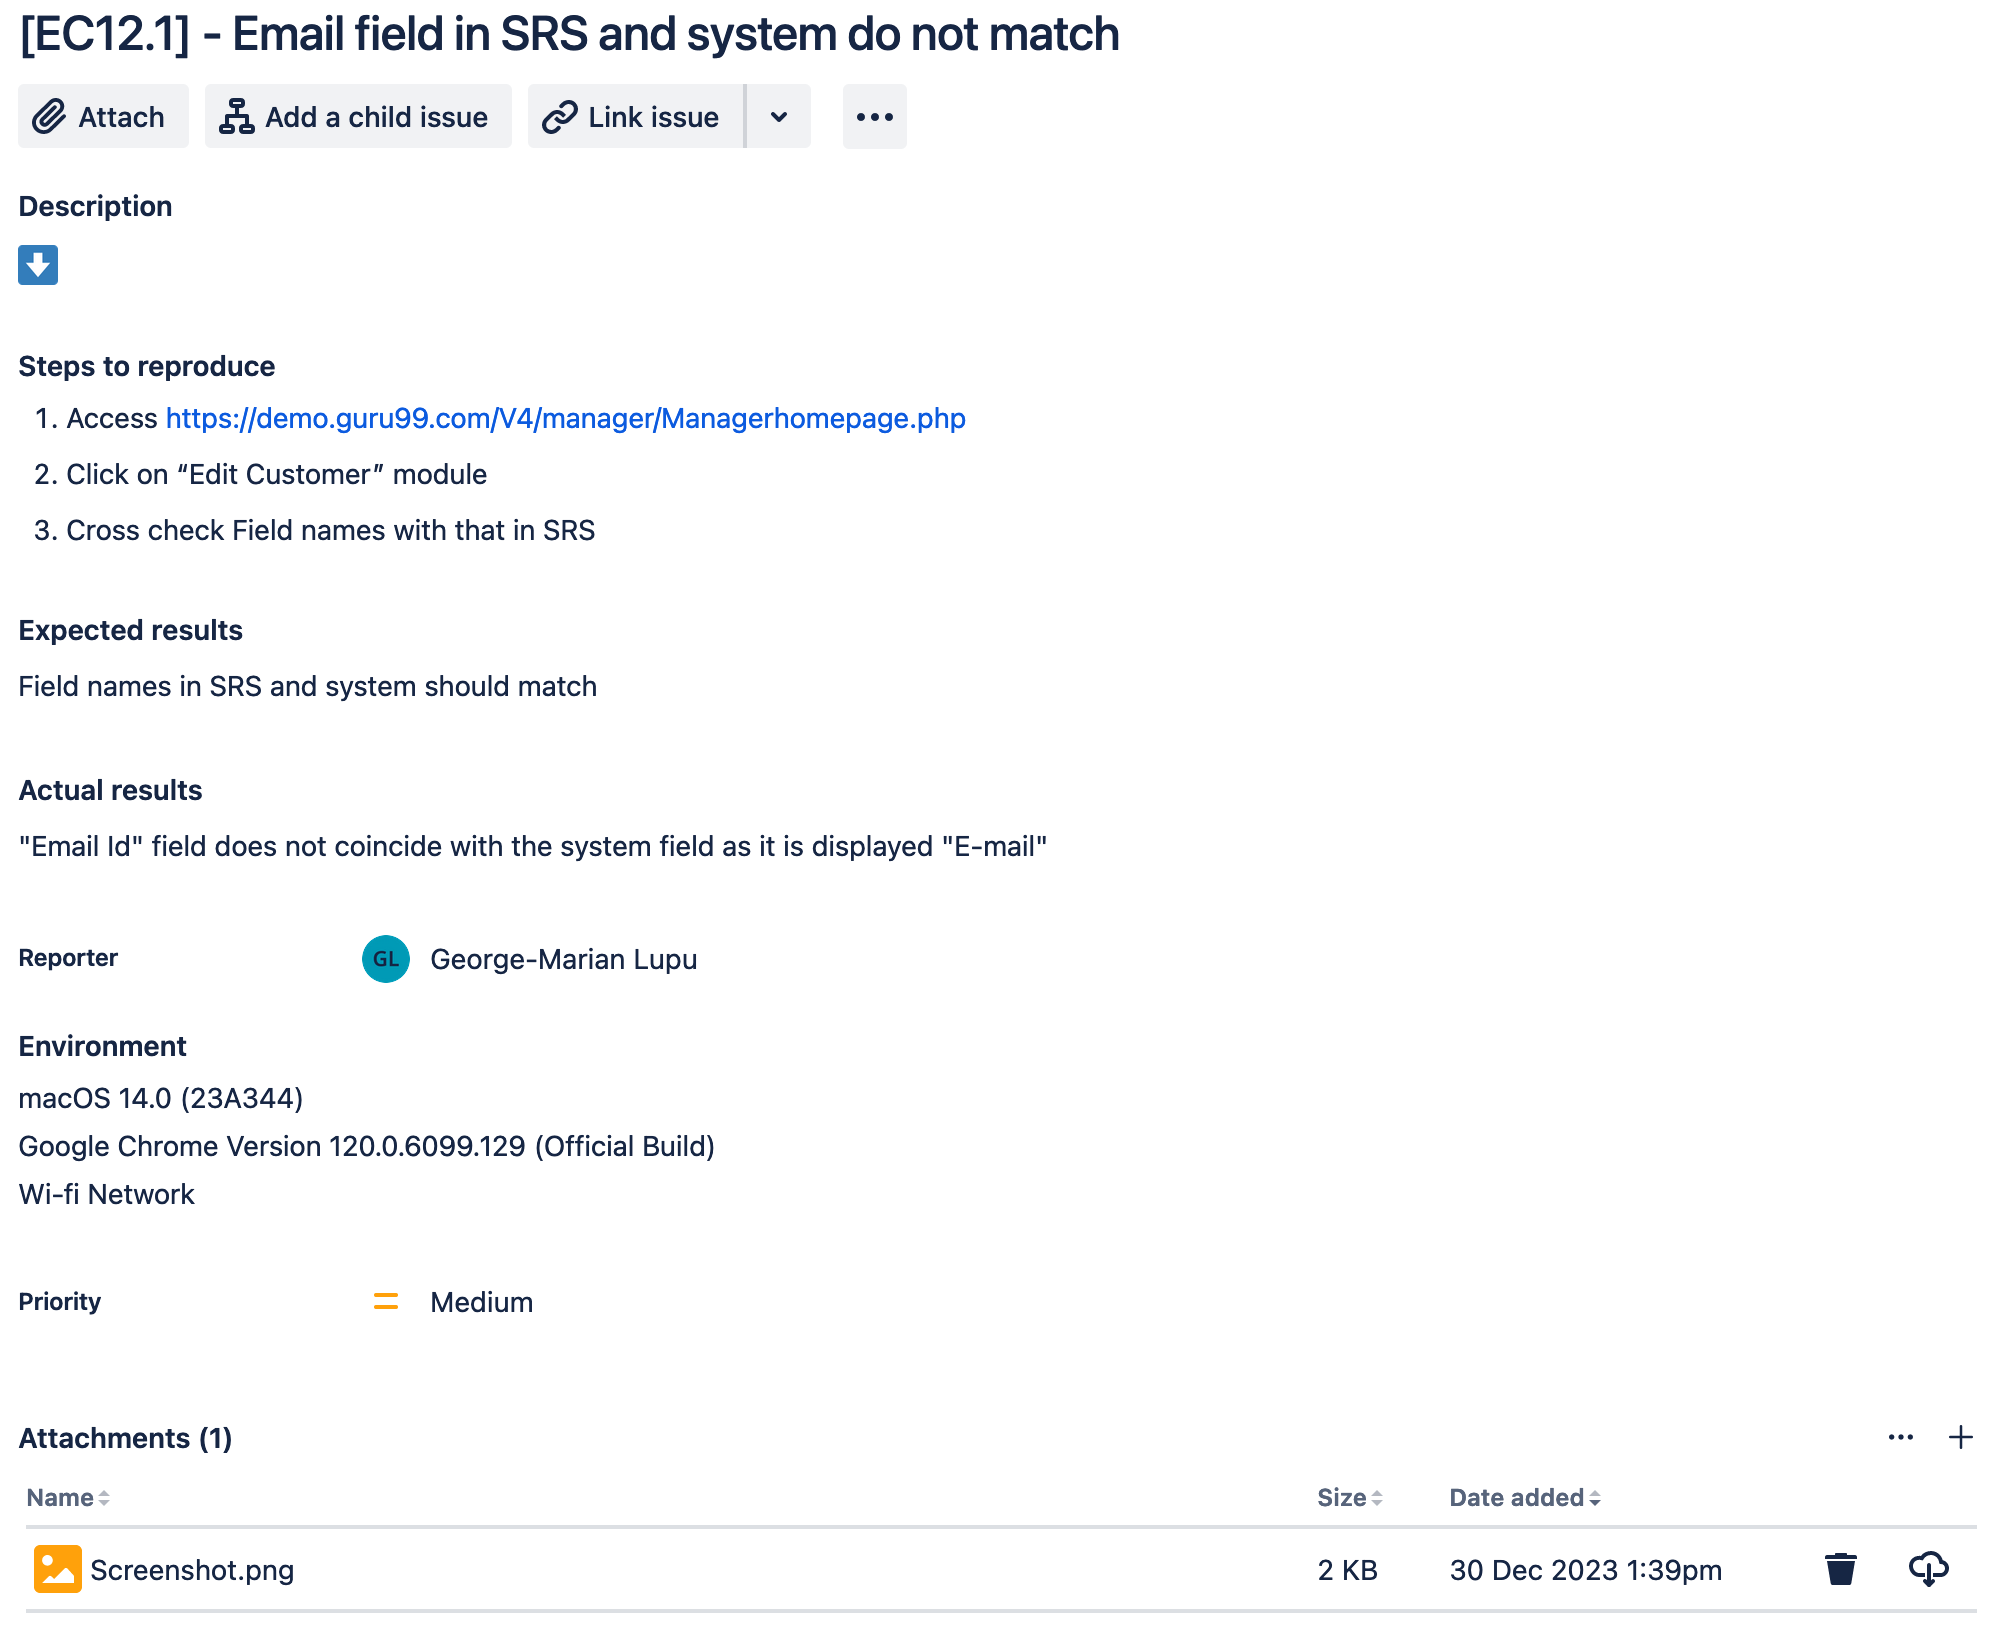 [EC12.1] - Email field in SRS and system do not match
Attach
Add a child issue
Link issue
Description
Steps to reproduce
1. Access https://demo.guru99.com/V4/manager/Managerhomepage.php
2. Click on “Edit Customer” module
3. Cross check Field names with that in SRS
Expected results
Field names in SRS and system should match
Actual results
"Email Id" field does not coincide with the system field as it is displayed "E-mail"
Reporter GL George-Marian Lupu
Environment
macOS 14.0 (23A344)
Google Chrome Version 120.0.6099.129 (Official Build)
Wi-fi Network
Priority Medium
Attachments (1)
Name Size Date added
Screenshot.png 2 KB 30 Dec 2023 1:39pm